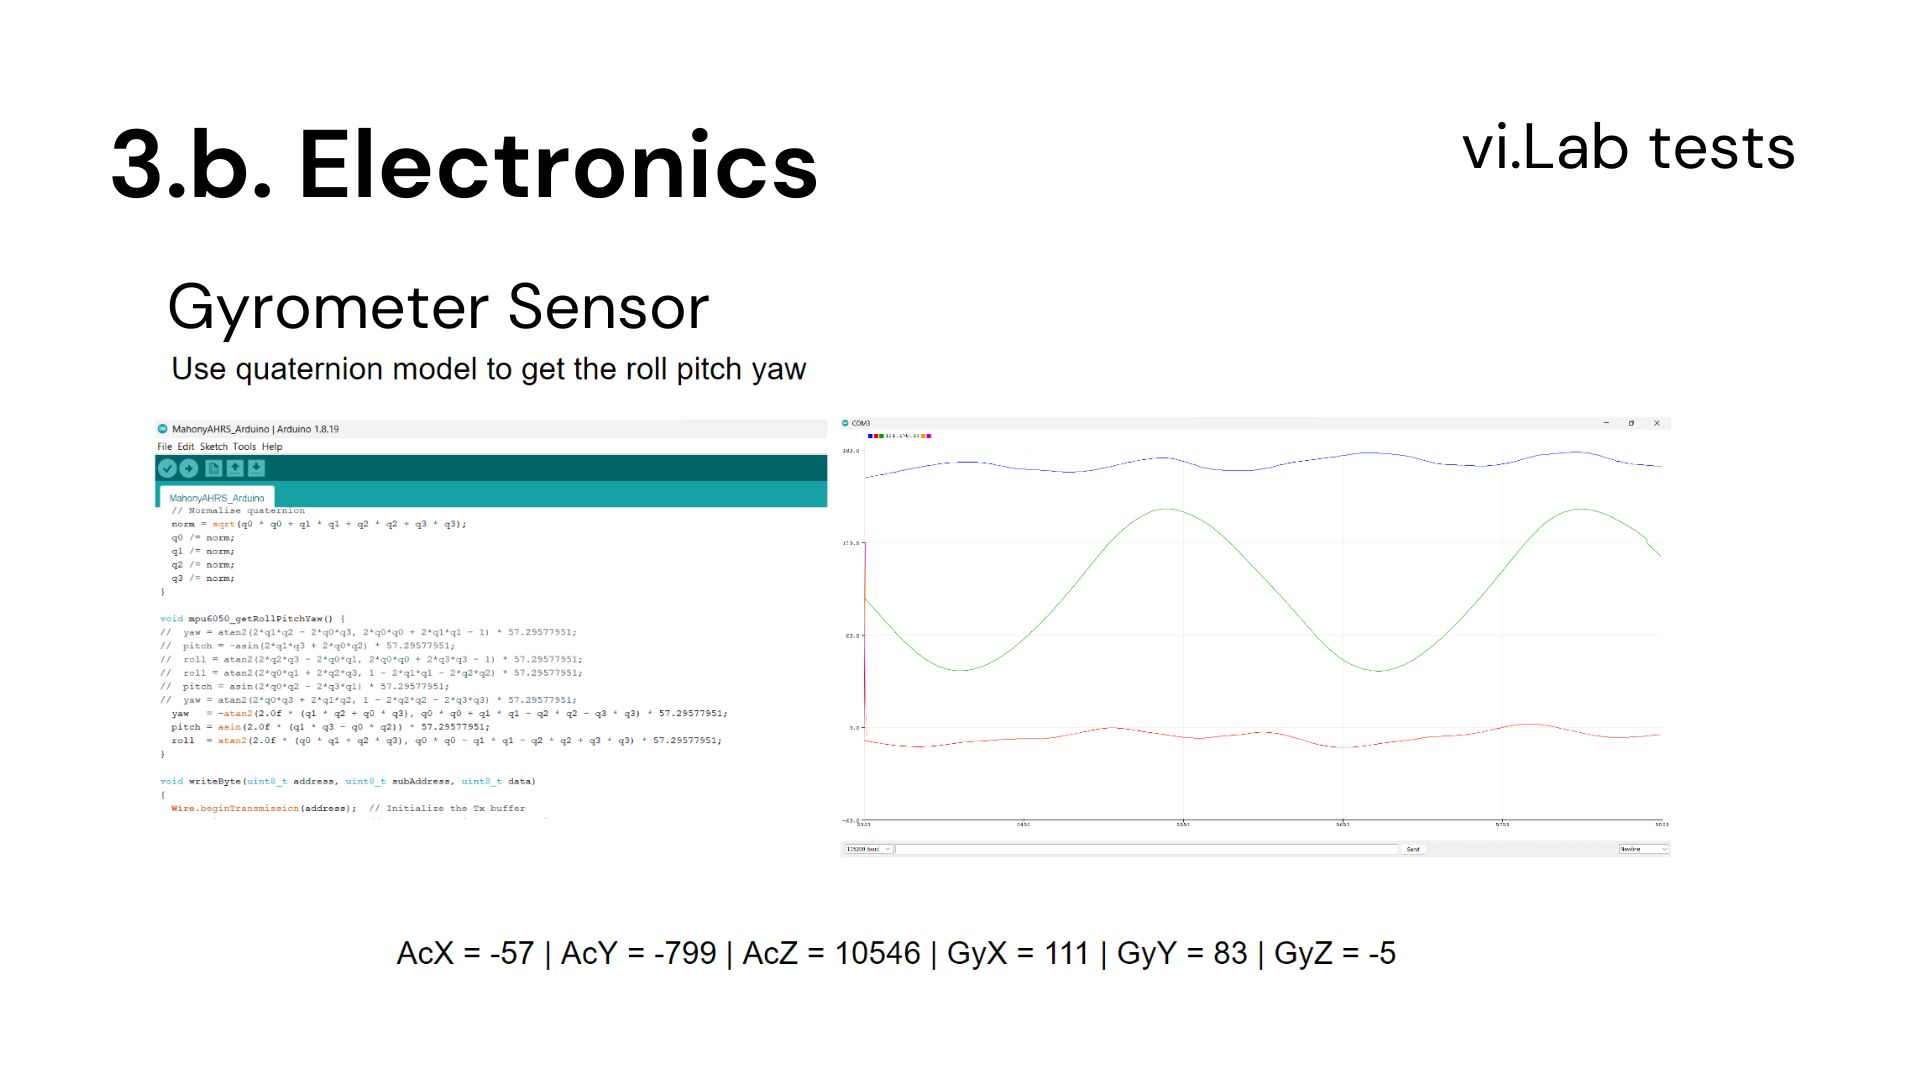 3.b. Electronics
vi.Lab tests
Gyrometer Sensor
Use quaternion model to get the roll pitch yaw
MahonyAHRS_Arduino | Arduino 1.8.19
File Edit Sketch Tools Help
MahonyAHRS_Arduino
// Normalise quaternion
norm = sqrt(q0 * q0 + q1 * q1 + q2 * q2 + q3 * q3);
q0 /= norm;
q1 /= norm;
q2 /= norm;
q3 /= norm;
}
void mpu6050_getRollPitchYaw() {
// yaw = atan2(2*q1*q2 - 2*q0*q3, 2*q0*q0 + 2*q1*q1 - 1) * 57.29577951;
// pitch = -asin(2*q1*q3 + 2*q0*q2) * 57.29577951;
// roll = atan2(2*q2*q3 - 2*q0*q1, 2*q0*q0 + 2*q3*q3 - 1) * 57.29577951;
// roll = atan2(2*q0*q1 + 2*q2*q3, 1 - 2*q1*q1 - 2*q2*q2) * 57.29577951;
// pitch = asin(2*q0*q2 - 2*q3*q1) * 57.29577951;
// yaw = atan2(2*q0*q3 + 2*q1*q2, 1 - 2*q2*q2 - 2*q3*q3) * 57.29577951;
yaw = -atan2(2.0f * (q1 * q2 + q0 * q3), q0 * q0 + q1 * q1 - q2 * q2 - q3 * q3) * 57.29577951;
pitch = asin(2.0f * (q1 * q3 - q0 * q2)) * 57.29577951;
roll = atan2(2.0f * (q0 * q1 + q2 * q3), q0 * q0 - q1 * q1 - q2 * q2 + q3 * q3) * 57.29577951;
}
void writeByte(uint8_t address, uint8_t subAddress, uint8_t data)
{
Wire.beginTransmission(address); // Initialize the Tx buffer
COM3
115200 baud
Send
Newline
AcX = -57 | AcY = -799 | AcZ = 10546 | GyX = 111 | GyY = 83 | GyZ = -5